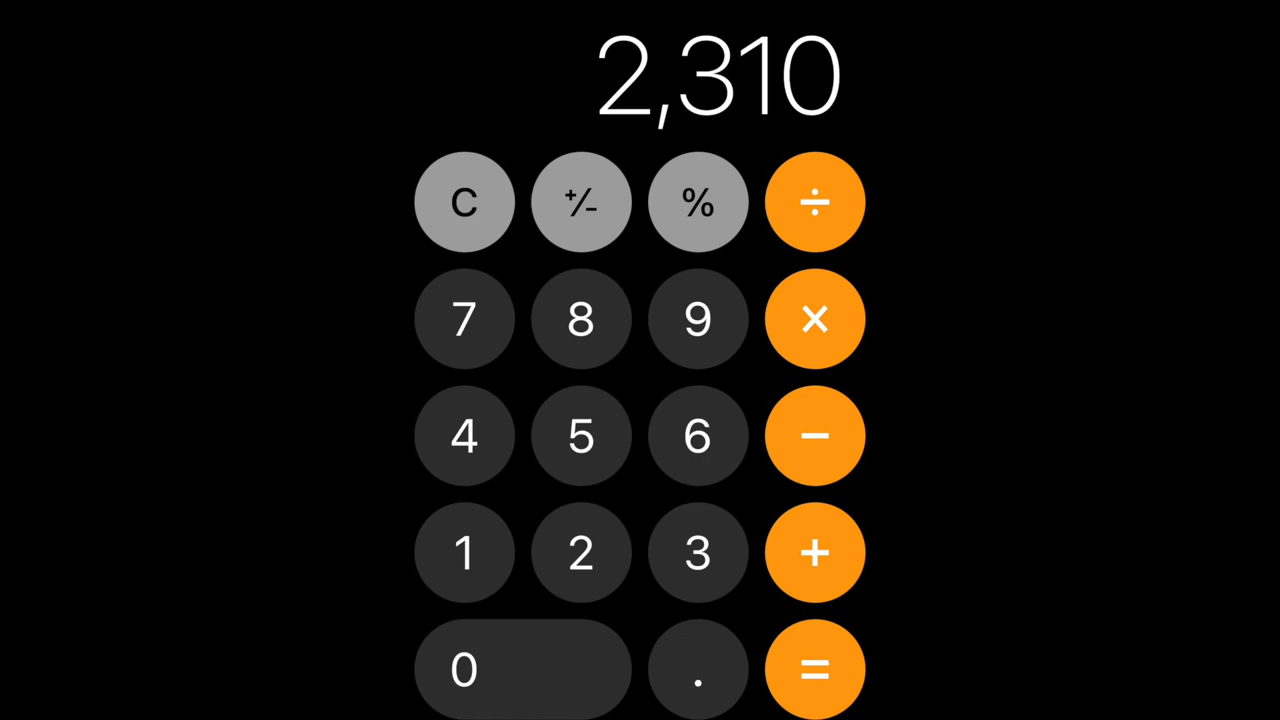 2,310
C ⁺⁄₋ % ÷
7 8 9 ×
4 5 6 −
1 2 3 +
0 . =